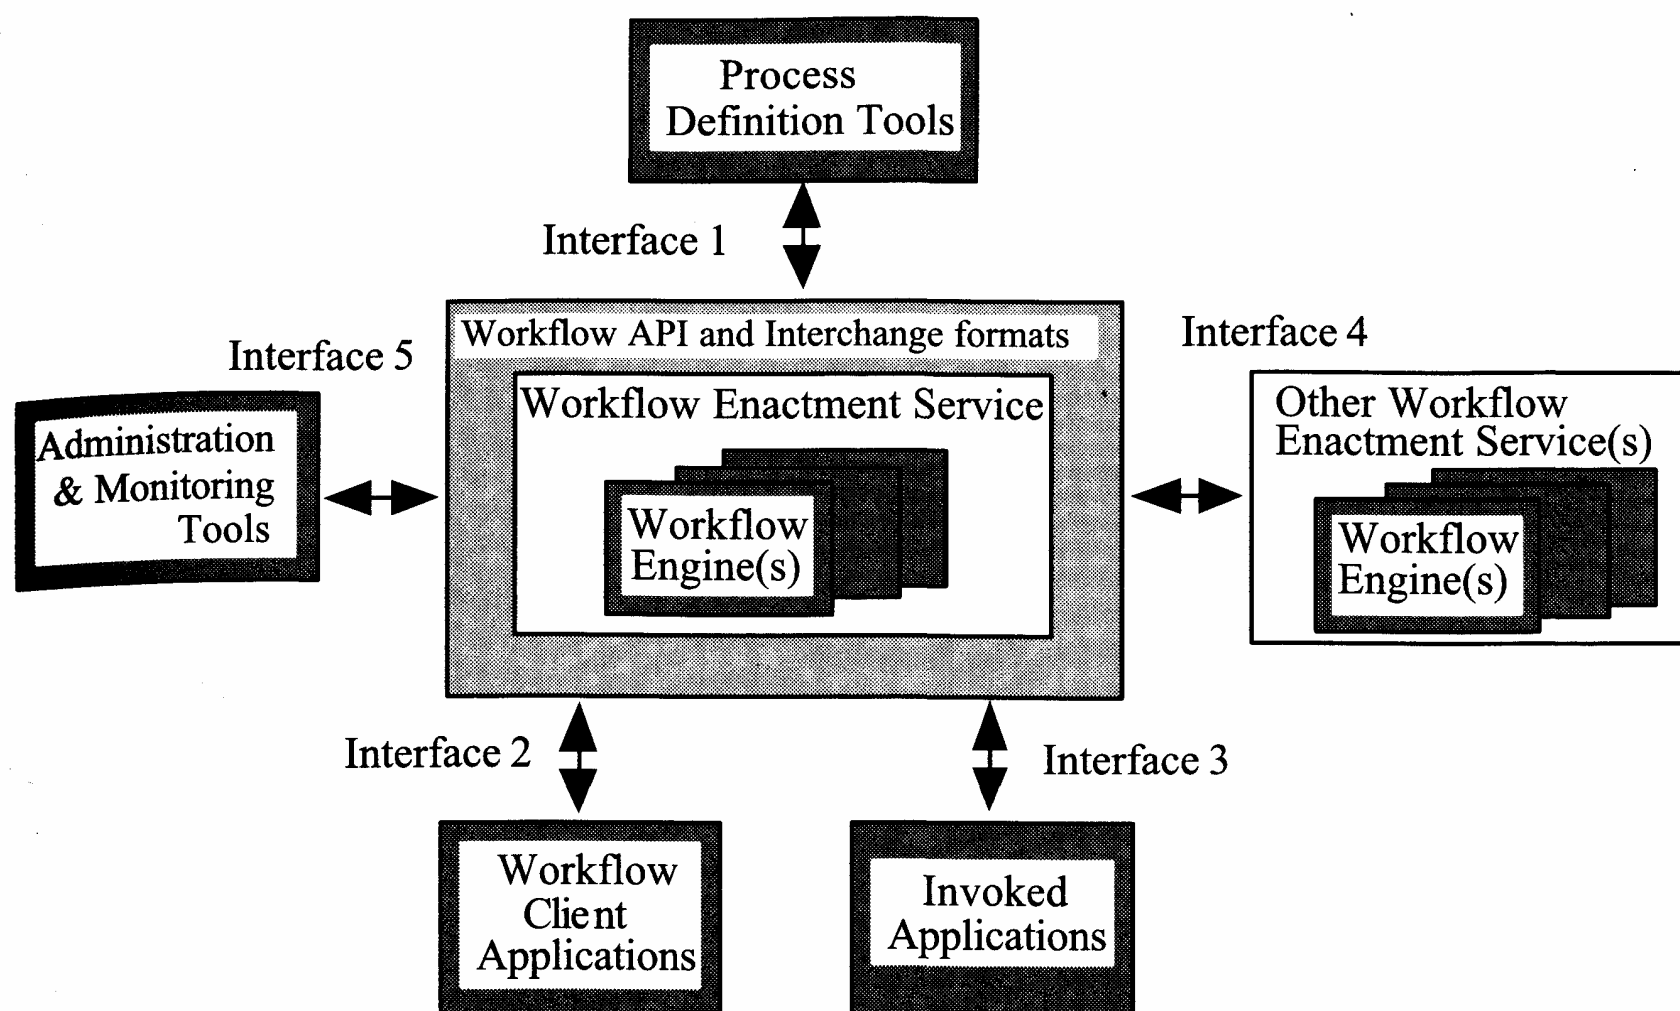 Process
Definition Tools
Interface 1
Workflow API and Interchange formats
Interface 4
Interface 5
Workflow Enactment Service
Other Workflow
Enactment Service(s)
Administration
& Monitoring
Tools
Workflow
Engine(s)
Workflow
Engine(s)
Interface 2
Interface 3
Workflow
Client
Applications
Invoked
Applications